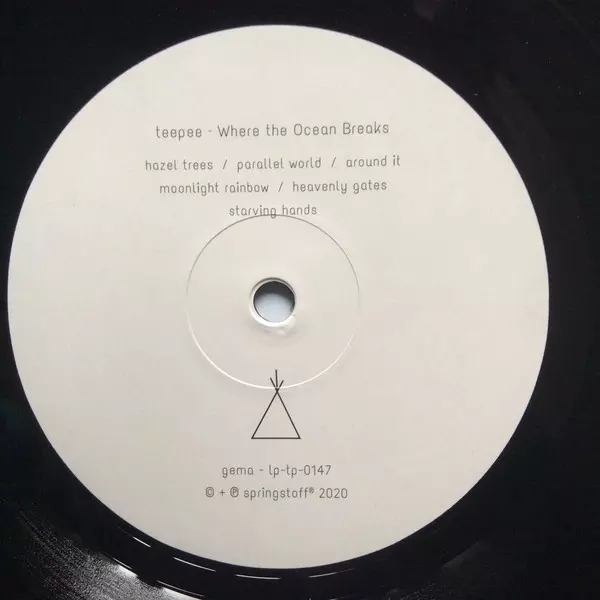 teepee - Where the Ocean Breaks
hazel trees / parallel world / around it
moonlight rainbow / heavenly gates
starving hands
gema - lp-tp-0147
© + ℗ springstoff® 2020